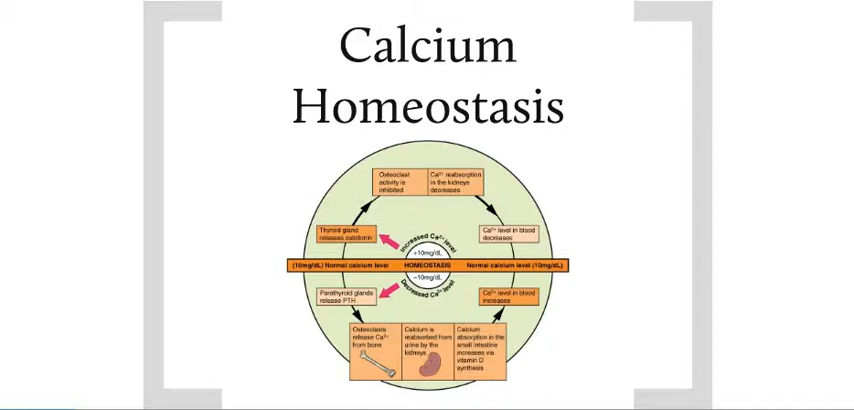 Calcium
Homeostasis
Osteoclast
activity is
inhibited
Ca²⁺ reabsorption
in the kidneys
decreases
Thyroid gland
releases calcitonin
Increased Ca²⁺ level
Ca²⁺ level in blood
decreases
+10mg/dL
(10mg/dL) Normal calcium level
HOMEOSTASIS
Normal calcium level (10mg/dL)
−10mg/dL
Decreased Ca²⁺ level
Parathyroid glands
release PTH
Ca²⁺ level in blood
increases
Osteoclasts
release Ca²⁺
from bone
Calcium is
reabsorbed from
urine by the
kidneys
Calcium
absorption in the
small intestine
increases via
vitamin D
synthesis